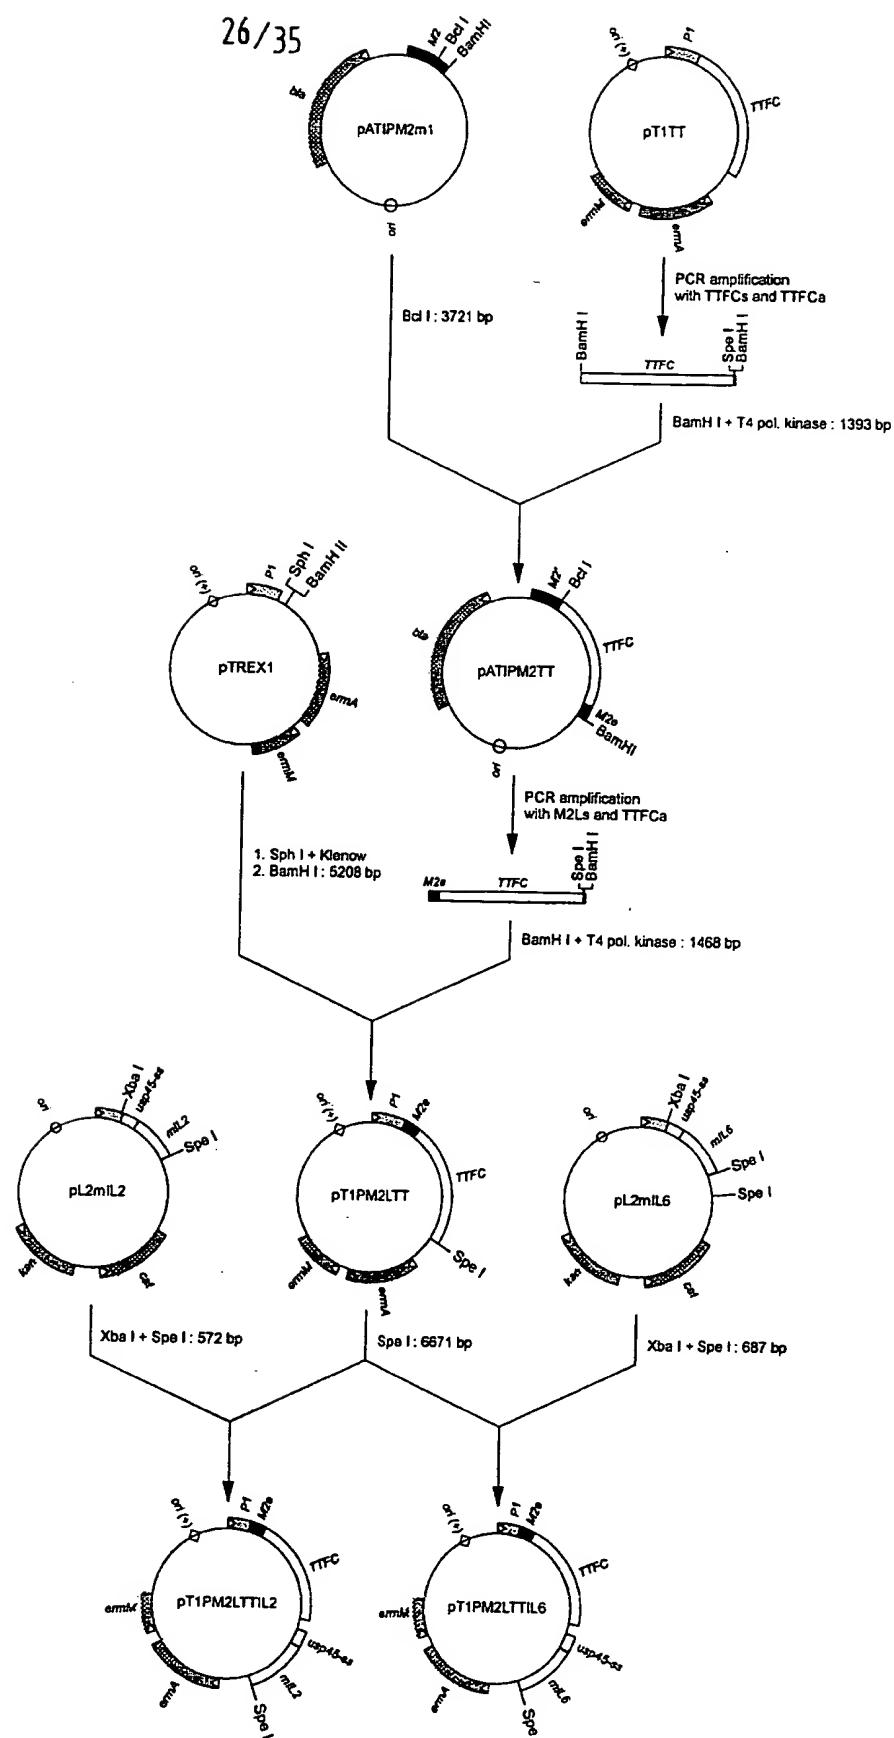 26/35
M2
Bcl I
BamHI
bla
pATIPM2m1
ori
ori (+)
P1
TTFC
pT1TT
ermM
ermA
PCR amplification
with TTFCs and TTFCa
Bcl I : 3721 bp
BamH I
TTFC
Spe I
BamH I
BamH I + T4 pol. kinase : 1393 bp
ori (+)
P1
Sph I
BamH II
pTREX1
ermA
ermM
bla
M2'
Bcl I
TTFC
pATIPM2TT
M2e
BamHI
ori
PCR amplification
with M2Ls and TTFCa
1. Sph I + Klenow
2. BamH I : 5208 bp
M2e
TTFC
Spe I
BamH I
BamH I + T4 pol. kinase : 1468 bp
ori
Xba I
usp45-ss
mIL2
Spe I
pL2mIL2
kan
cat
ori (+)
P1
M2e
TTFC
pT1PM2LTT
Spe I
ermM
ermA
ori
Xba I
usp45-ss
mIL6
Spe I
Spe I
pL2mIL6
kan
cat
Xba I + Spe I : 572 bp
Spe I : 6671 bp
Xba I + Spe I : 687 bp
ori (+)
P1
M2e
TTFC
pT1PM2LTTIL2
ermM
ermA
usp45-ss
mIL2
Spe I
ori (+)
P1
M2e
TTFC
pT1PM2LTTIL6
ermM
ermA
usp45-ss
mIL6
Spe